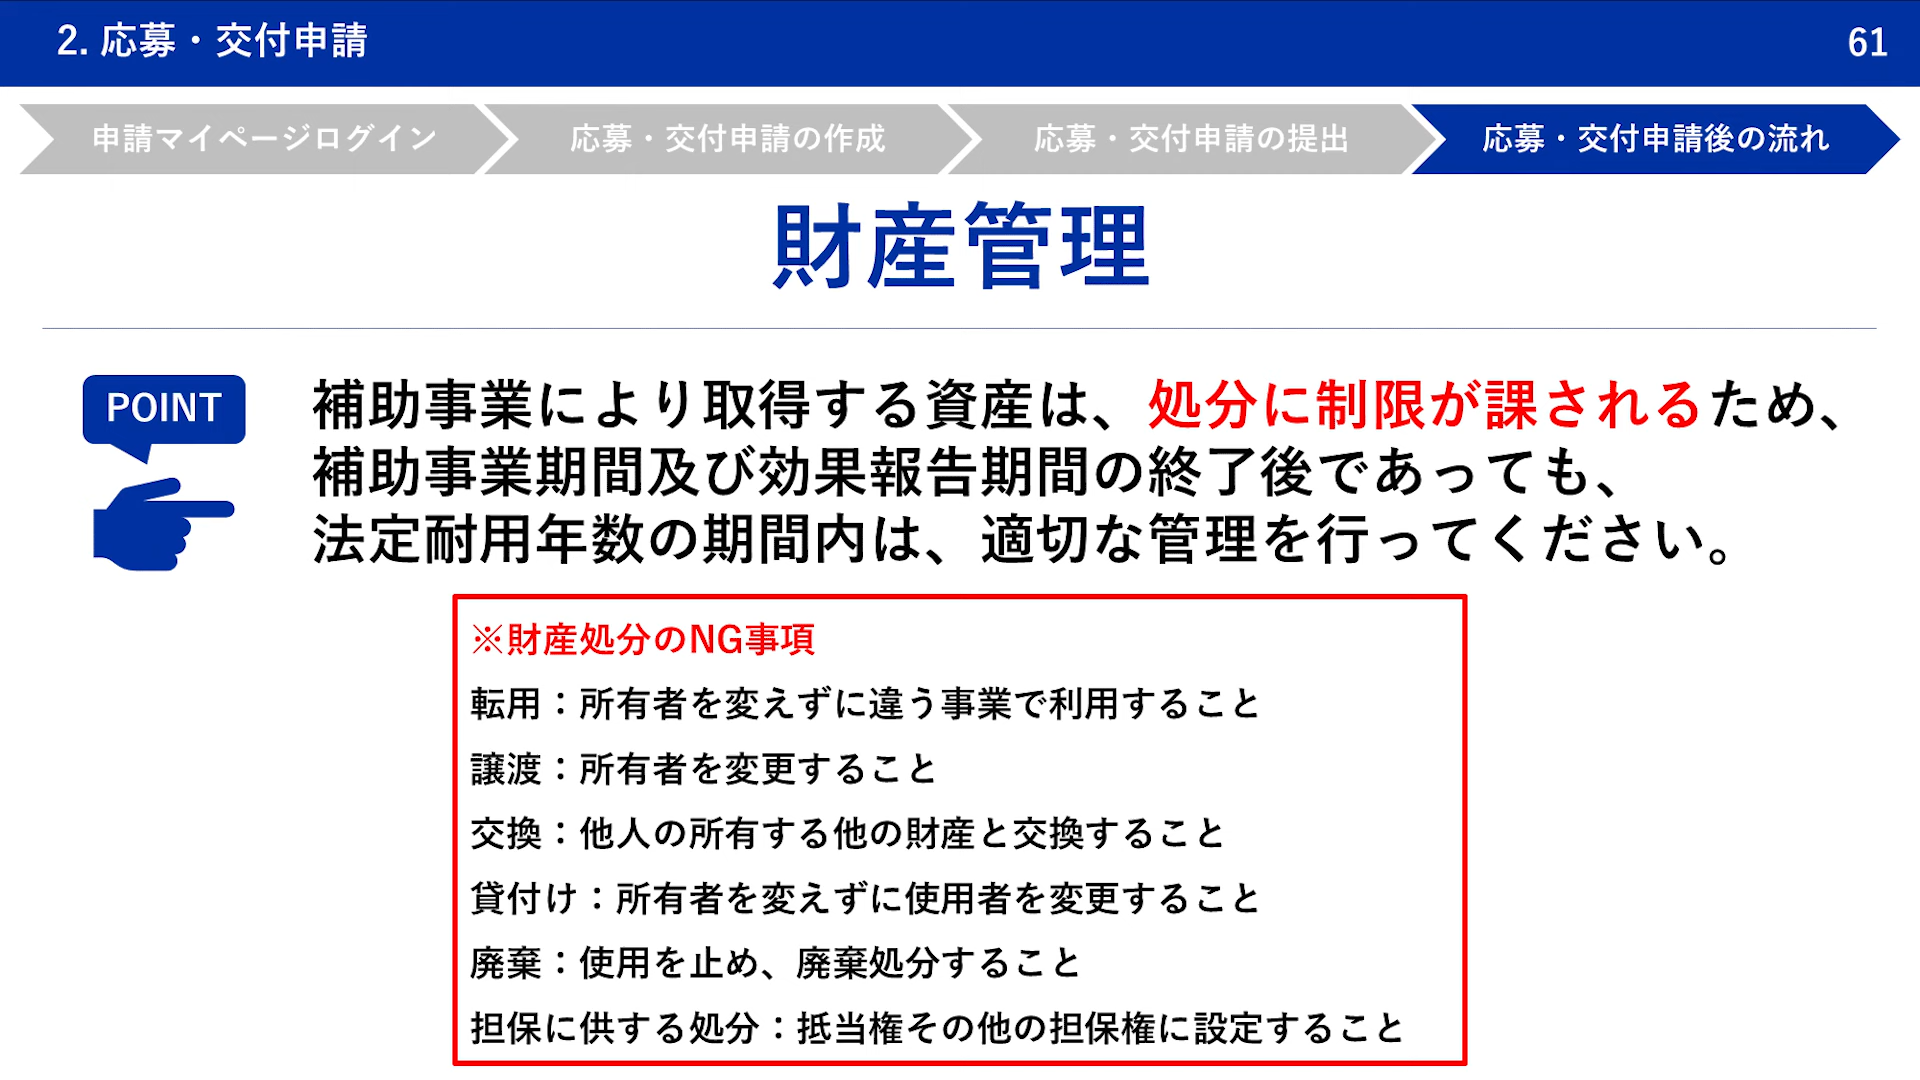 2. 応募・交付申請
61
申請マイページログイン
応募・交付申請の作成
応募・交付申請の提出
応募・交付申請後の流れ
財産管理
POINT
補助事業により取得する資産は、処分に制限が課されるため、
補助事業期間及び効果報告期間の終了後であっても、
法定耐用年数の期間内は、適切な管理を行ってください。
※財産処分のNG事項
転用：所有者を変えずに違う事業で利用すること
譲渡：所有者を変更すること
交換：他人の所有する他の財産と交換すること
貸付け：所有者を変えずに使用者を変更すること
廃棄：使用を止め、廃棄処分すること
担保に供する処分：抵当権その他の担保権に設定すること